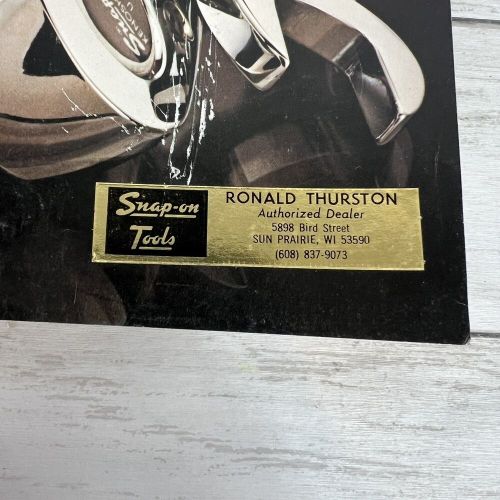 Snap-on
Tools
RONALD THURSTON
Authorized Dealer
5898 Bird Street
SUN PRAIRIE, WI 53590
(608) 837-9073